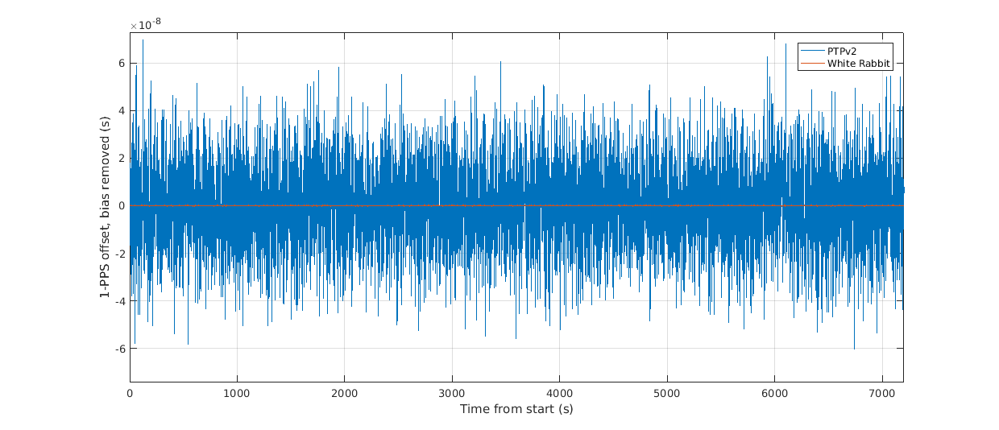 ×10-8
6
4
2
0
-2
-4
-6
1-PPS offset, bias removed (s)
PTPv2
White Rabbit
0 1000 2000 3000 4000 5000 6000 7000
Time from start (s)